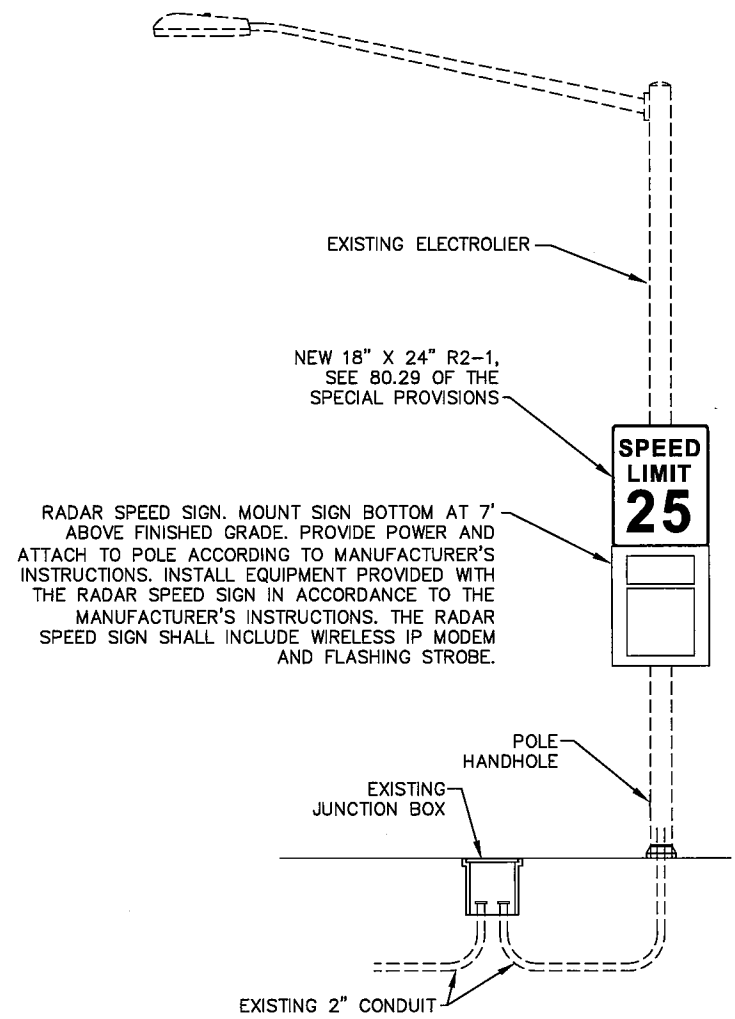 EXISTING ELECTROLIER
NEW 18" X 24" R2-1,
SEE 80.29 OF THE
SPECIAL PROVISIONS
SPEED
LIMIT
25
RADAR SPEED SIGN. MOUNT SIGN BOTTOM AT 7'
ABOVE FINISHED GRADE. PROVIDE POWER AND
ATTACH TO POLE ACCORDING TO MANUFACTURER'S
INSTRUCTIONS. INSTALL EQUIPMENT PROVIDED WITH
THE RADAR SPEED SIGN IN ACCORDANCE TO THE
MANUFACTURER'S INSTRUCTIONS. THE RADAR
SPEED SIGN SHALL INCLUDE WIRELESS IP MODEM
AND FLASHING STROBE.
POLE
HANDHOLE
EXISTING
JUNCTION BOX
EXISTING 2" CONDUIT